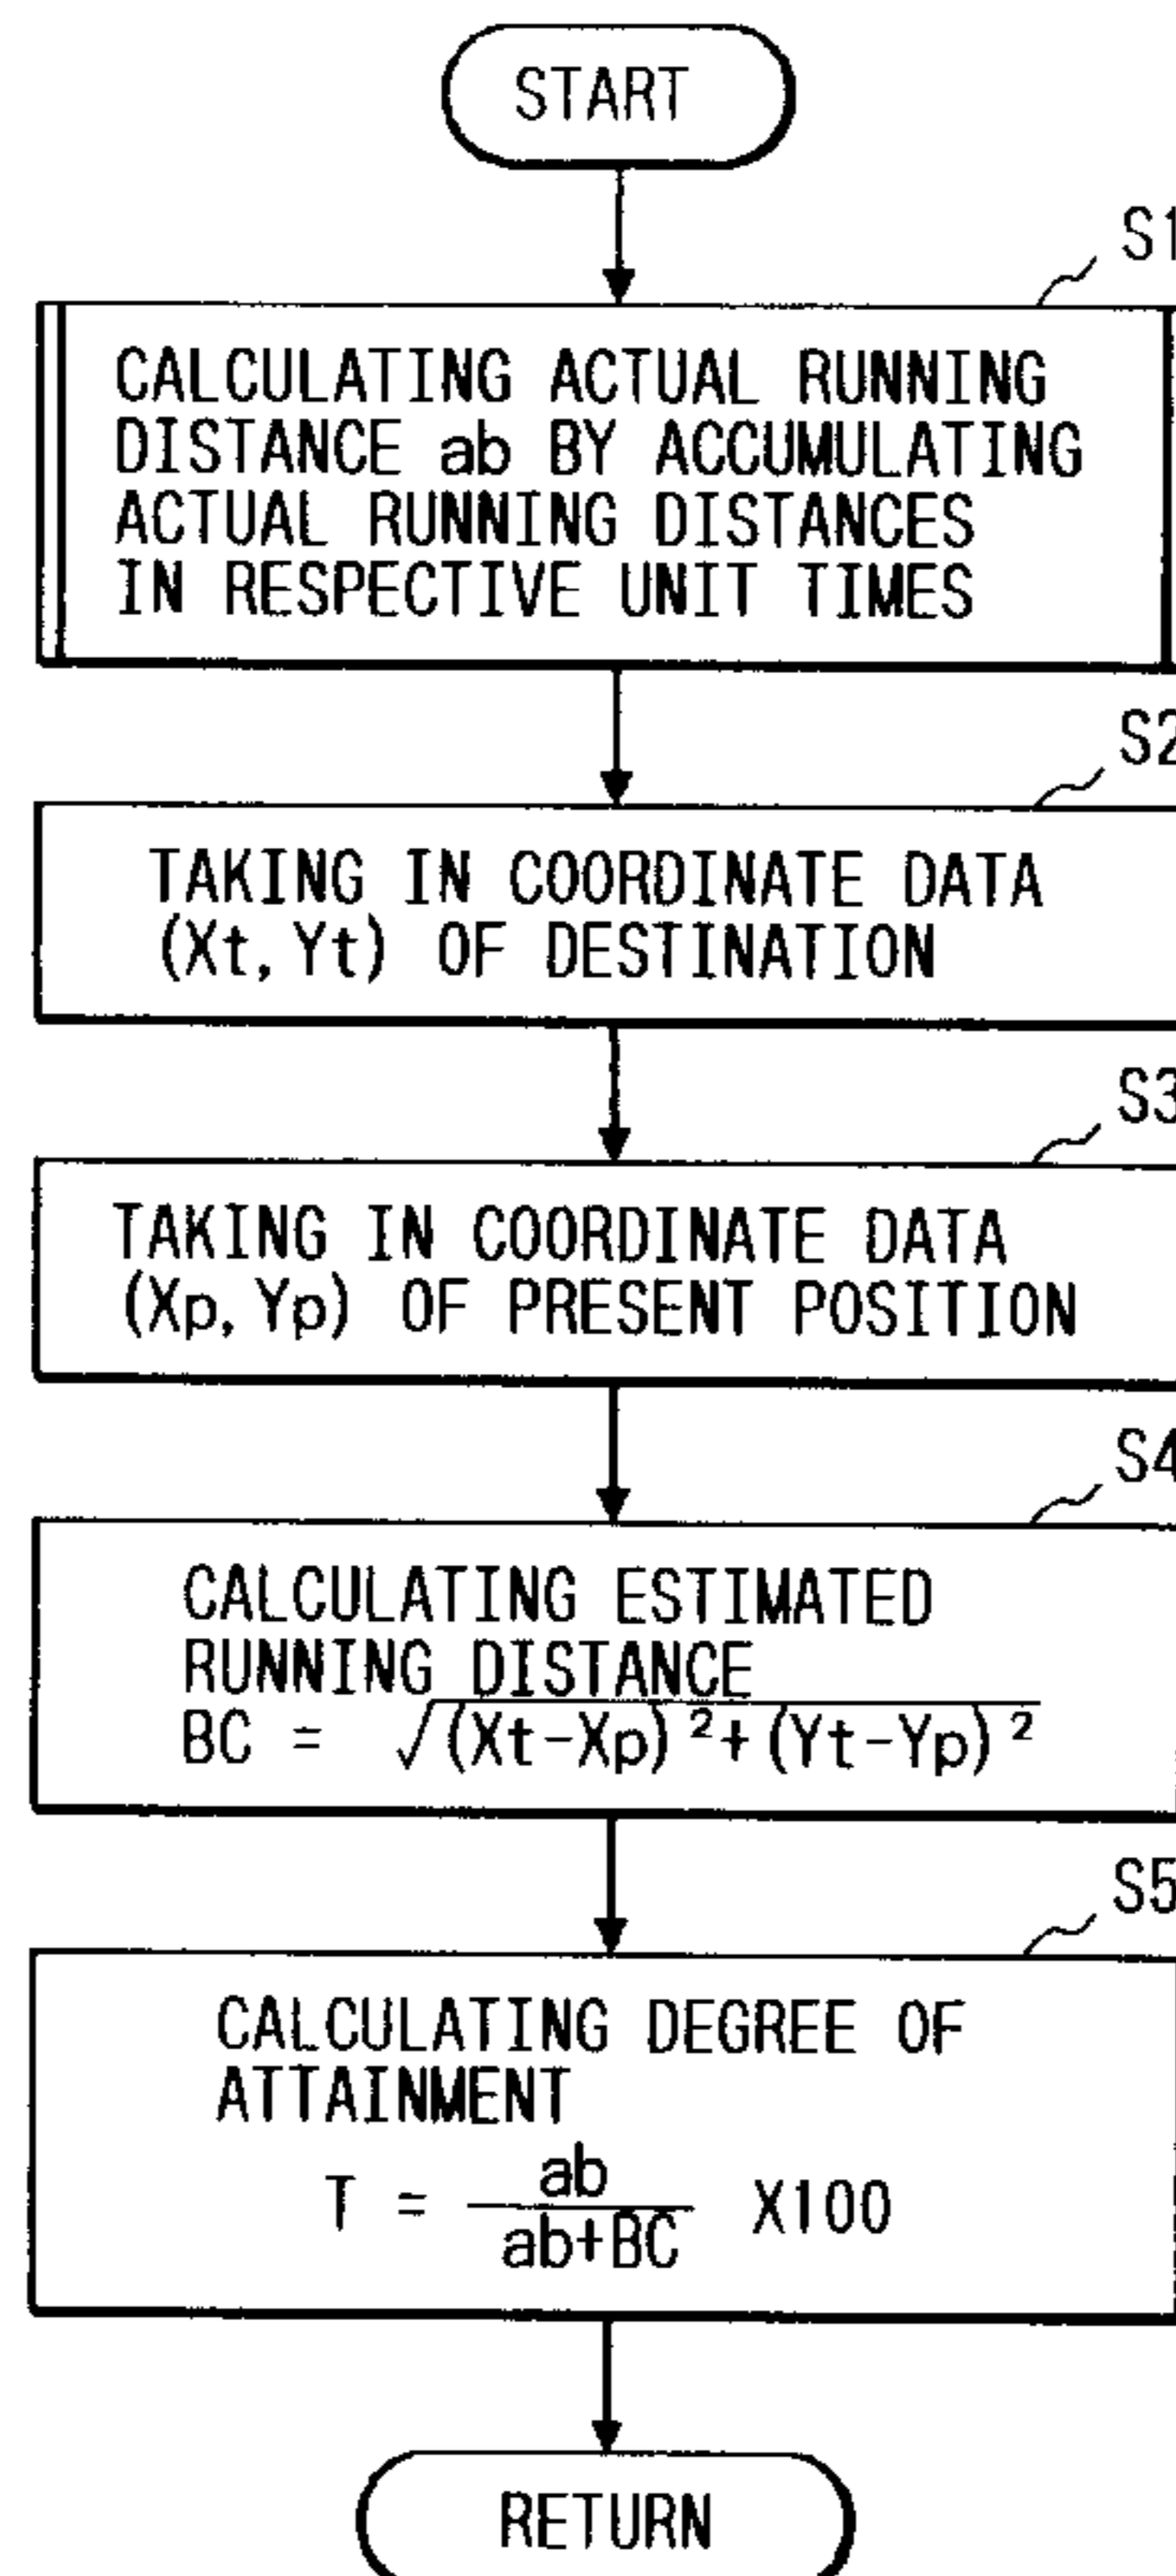 START
S1
CALCULATING ACTUAL RUNNING
DISTANCE ab BY ACCUMULATING
ACTUAL RUNNING DISTANCES
IN RESPECTIVE UNIT TIMES
S2
TAKING IN COORDINATE DATA
(Xt, Yt) OF DESTINATION
S3
TAKING IN COORDINATE DATA
(Xp, Yp) OF PRESENT POSITION
S4
CALCULATING ESTIMATED
RUNNING DISTANCE
BC = √(Xt-Xp)²+(Yt-Yp)²
S5
CALCULATING DEGREE OF
ATTAINMENT
T = ab/ab+BC X100
RETURN